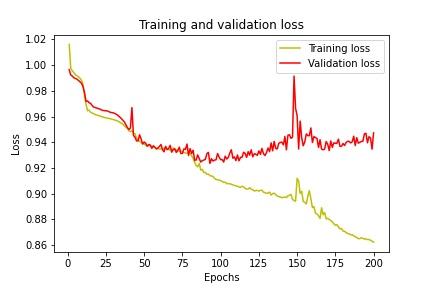 Training and validation loss
Training loss
Validation loss
1.02
1.00
0.98
0.96
0.94
0.92
0.90
0.88
0.86
Loss
0 25 50 75 100 125 150 175 200
Epochs